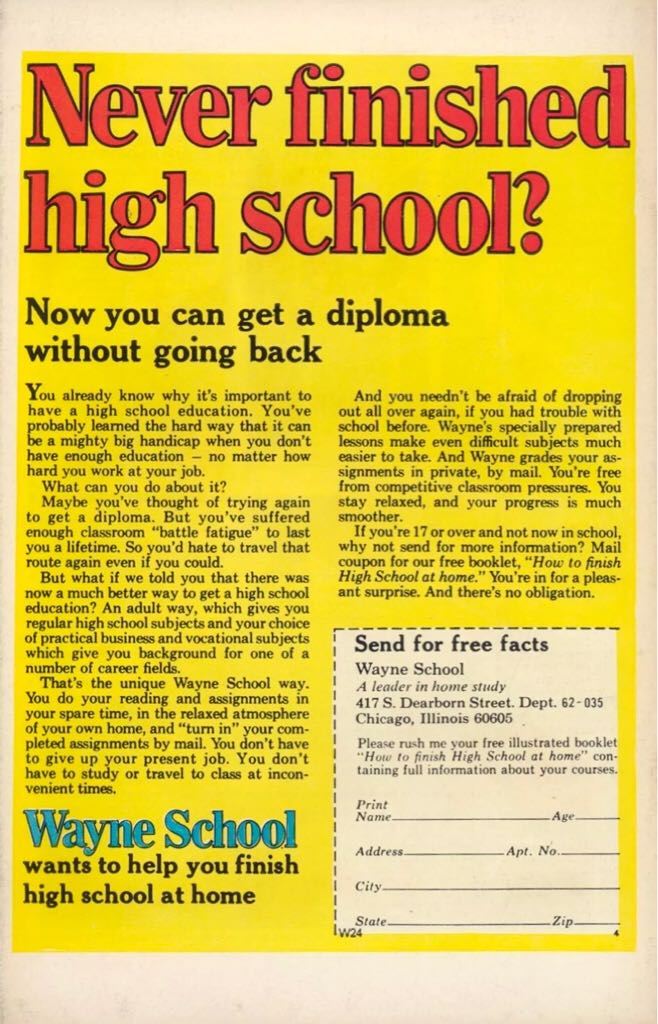 Never finished
high school?
Now you can get a diploma
without going back
You already know why it's important to
have a high school education. You've
probably learned the hard way that it can
be a mighty big handicap when you don't
have enough education — no matter how
hard you work at your job.
What can you do about it?
Maybe you've thought of trying again
to get a diploma. But you've suffered
enough classroom "battle fatigue" to last
you a lifetime. So you'd hate to travel that
route again even if you could.
But what if we told you that there was
now a much better way to get a high school
education? An adult way, which gives you
regular high school subjects and your choice
of practical business and vocational subjects
which give you background for one of a
number of career fields.
That's the unique Wayne School way.
You do your reading and assignments in
your spare time, in the relaxed atmosphere
of your own home, and "turn in" your com-
pleted assignments by mail. You don't have
to give up your present job. You don't
have to study or travel to class at incon-
venient times.
Wayne School
wants to help you finish
high school at home
And you needn't be afraid of dropping
out all over again, if you had trouble with
school before. Wayne's specially prepared
lessons make even difficult subjects much
easier to take. And Wayne grades your as-
signments in private, by mail. You're free
from competitive classroom pressures. You
stay relaxed, and your progress is much
smoother.
If you're 17 or over and not now in school,
why not send for more information? Mail
coupon for our free booklet, "How to finish
High School at home." You're in for a pleas-
ant surprise. And there's no obligation.
Send for free facts
Wayne School
A leader in home study
417 S. Dearborn Street. Dept. 62-035
Chicago, Illinois 60605
Please rush me your free illustrated booklet
"How to finish High School at home" con-
taining full information about your courses.
Print
Name Age
Address Apt. No.
City
State Zip
W24 4